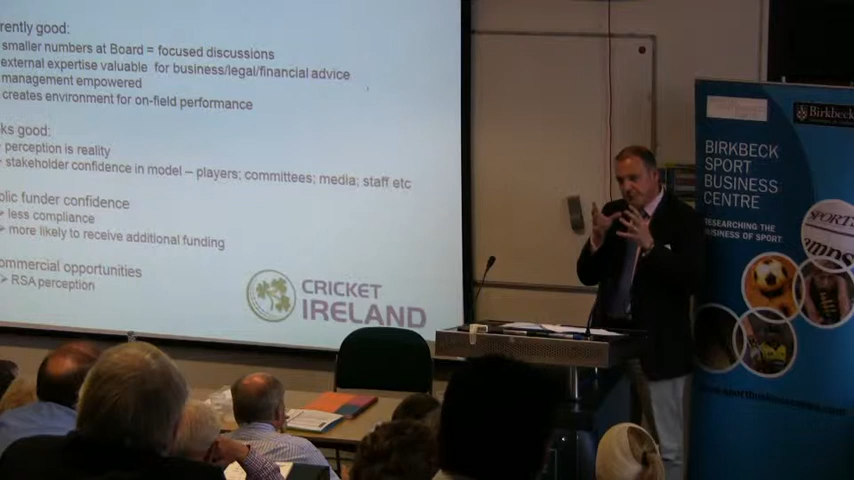 rently good:
smaller numbers at Board = focused discussions
external expertise valuable for business/legal/financial advice
management empowered
creates environment for on-field performance
ks good:
perception is reality
stakeholder confidence in model – players; committees; media; staff etc
lic funder confidence
less compliance
more likely to receive additional funding
ommercial opportunities
RSA perception
CRICKET
IRELAND
Birkbeck
BIRKBECK
SPORT
BUSINESS
CENTRE
RESEARCHING THE
BUSINESS OF SPORT
SPORTS